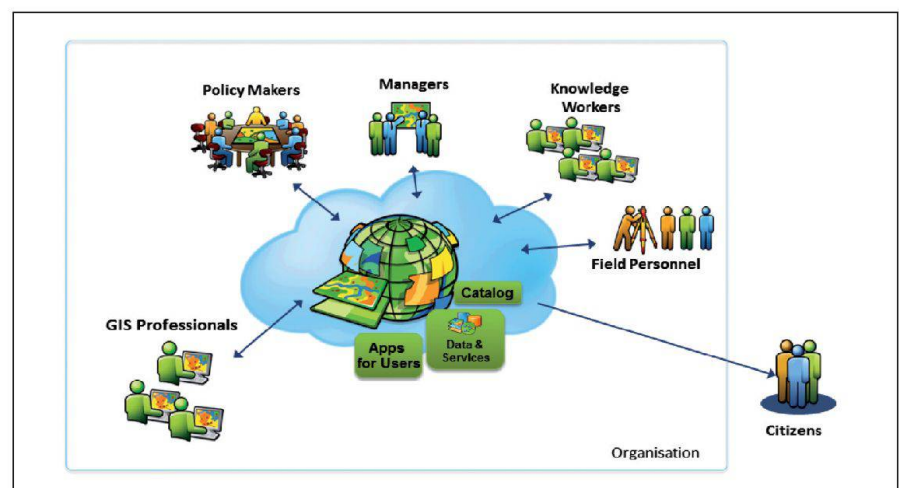 Policy Makers
Managers
Knowledge
Workers
Field Personnel
GIS Professionals
Catalog
Apps
for Users
Data &
Services
Citizens
Organisation